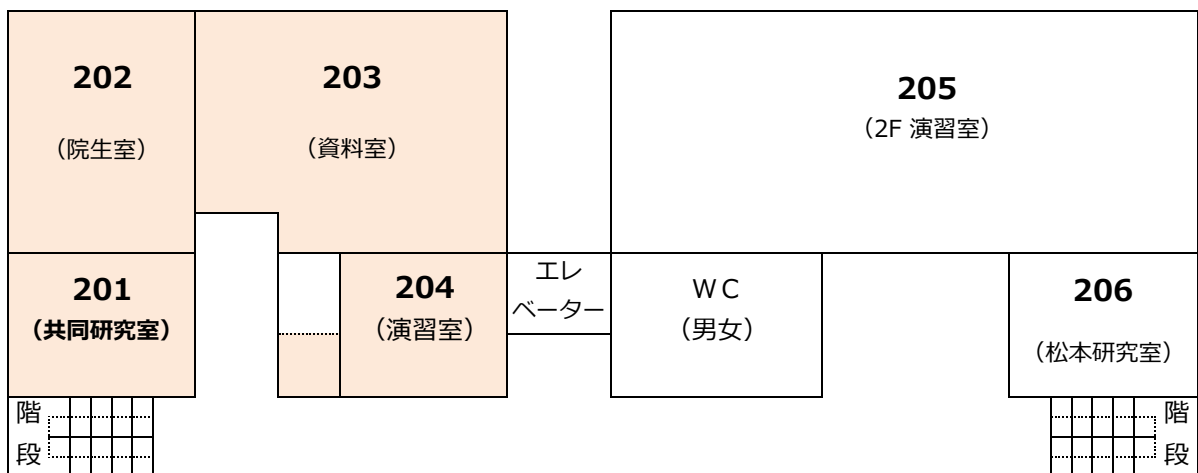 202
(院生室)
203
(資料室)
205
(2F 演習室)
201
(共同研究室)
204
(演習室)
エレ
ベーター
WC
(男女)
206
(松本研究室)
階
段
階
段